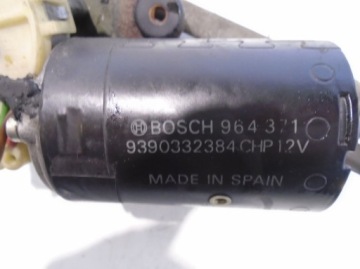 BOSCH 964 371
9390332384 CHP 12V
MADE IN SPAIN